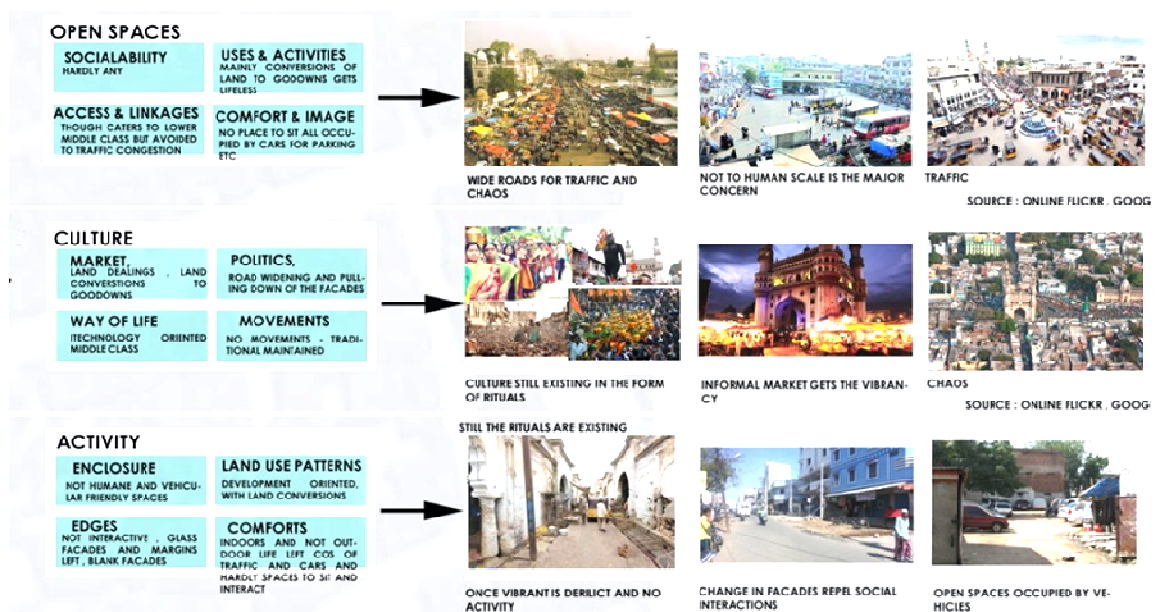 OPEN SPACES
SOCIALABILITY
HARDLY ANY
USES & ACTIVITIES
MAINLY CONVERSIONS OF
LAND TO GODOWNS GETS
LIFELESS
ACCESS & LINKAGES
THOUGH CATERS TO LOWER
MIDDLE CLASS BUT AVOIDED
TO TRAFFIC CONGESTION
COMFORT & IMAGE
NO PLACE TO SIT ALL OCCU-
PIED BY CARS FOR PARKING
ETC
WIDE ROADS FOR TRAFFIC AND
CHAOS
NOT TO HUMAN SCALE IS THE MAJOR
CONCERN
TRAFFIC
SOURCE : ONLINE FLICKR , GOOG
CULTURE
MARKET,
LAND DEALINGS , LAND
CONVERSTIONS TO
GOODOWNS
POLITICS,
ROAD WIDENING AND PULL-
ING DOWN OF THE FACADES
WAY OF LIFE
ITECHNOLOGY ORIENTED
MIDDLE CLASS
MOVEMENTS
NO MOVEMENTS - TRADI-
TIONAL MAINTAINED
CULTURE STILL EXISTING IN THE FORM
OF RITUALS
INFORMAL MARKET GETS THE VIBRAN-
CY
CHAOS
SOURCE : ONLINE FLICKR , GOOG
STILL THE RITUALS ARE EXISTING
ACTIVITY
ENCLOSURE
NOT HUMANE AND VEHICU-
LAR FRIENDLY SPACES
LAND USE PATTERNS
DEVELOPMENT ORIENTED,
WITH LAND CONVERSIONS
EDGES
NOT INTERACTIVE , GLASS
FACADES AND MARGINS
LEFT , BLANK FACADES
COMFORTS
INDOORS AND NOT OUT-
DOOR LIFE LEFT COS OF
TRAFFIC AND CARS AND
HARDLY SPACES TO SIT AND
INTERACT
ONCE VIBRANT IS DERILICT AND NO
ACTIVITY
CHANGE IN FACADES REPEL SOCIAL
INTERACTIONS
OPEN SPACES OCCUPIED BY VE-
HICLES